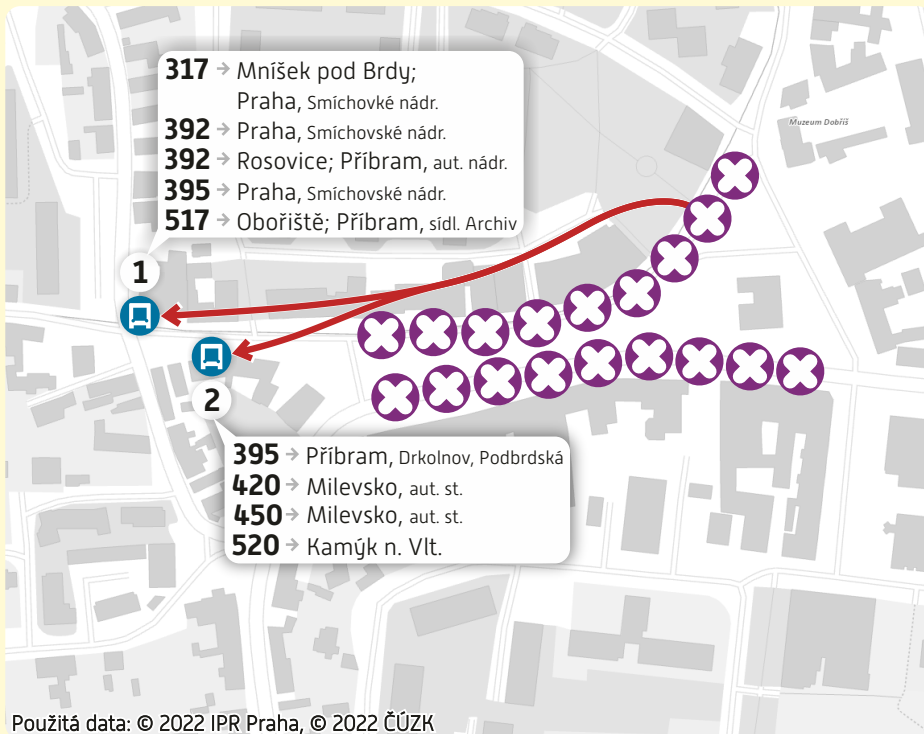 317 → Mníšek pod Brdy;
Praha, Smíchovké nádr.
392 → Praha, Smíchovské nádr.
392 → Rosovice; Příbram, aut. nádr.
395 → Praha, Smíchovské nádr.
517 → Obořiště; Příbram, sídl. Archiv
Muzeum Dobříš
1
2
395 → Příbram, Drkolnov, Podbrdská
420 → Milevsko, aut. st.
450 → Milevsko, aut. st.
520 → Kamýk n. Vlt.
Použitá data: © 2022 IPR Praha, © 2022 ČÚZK